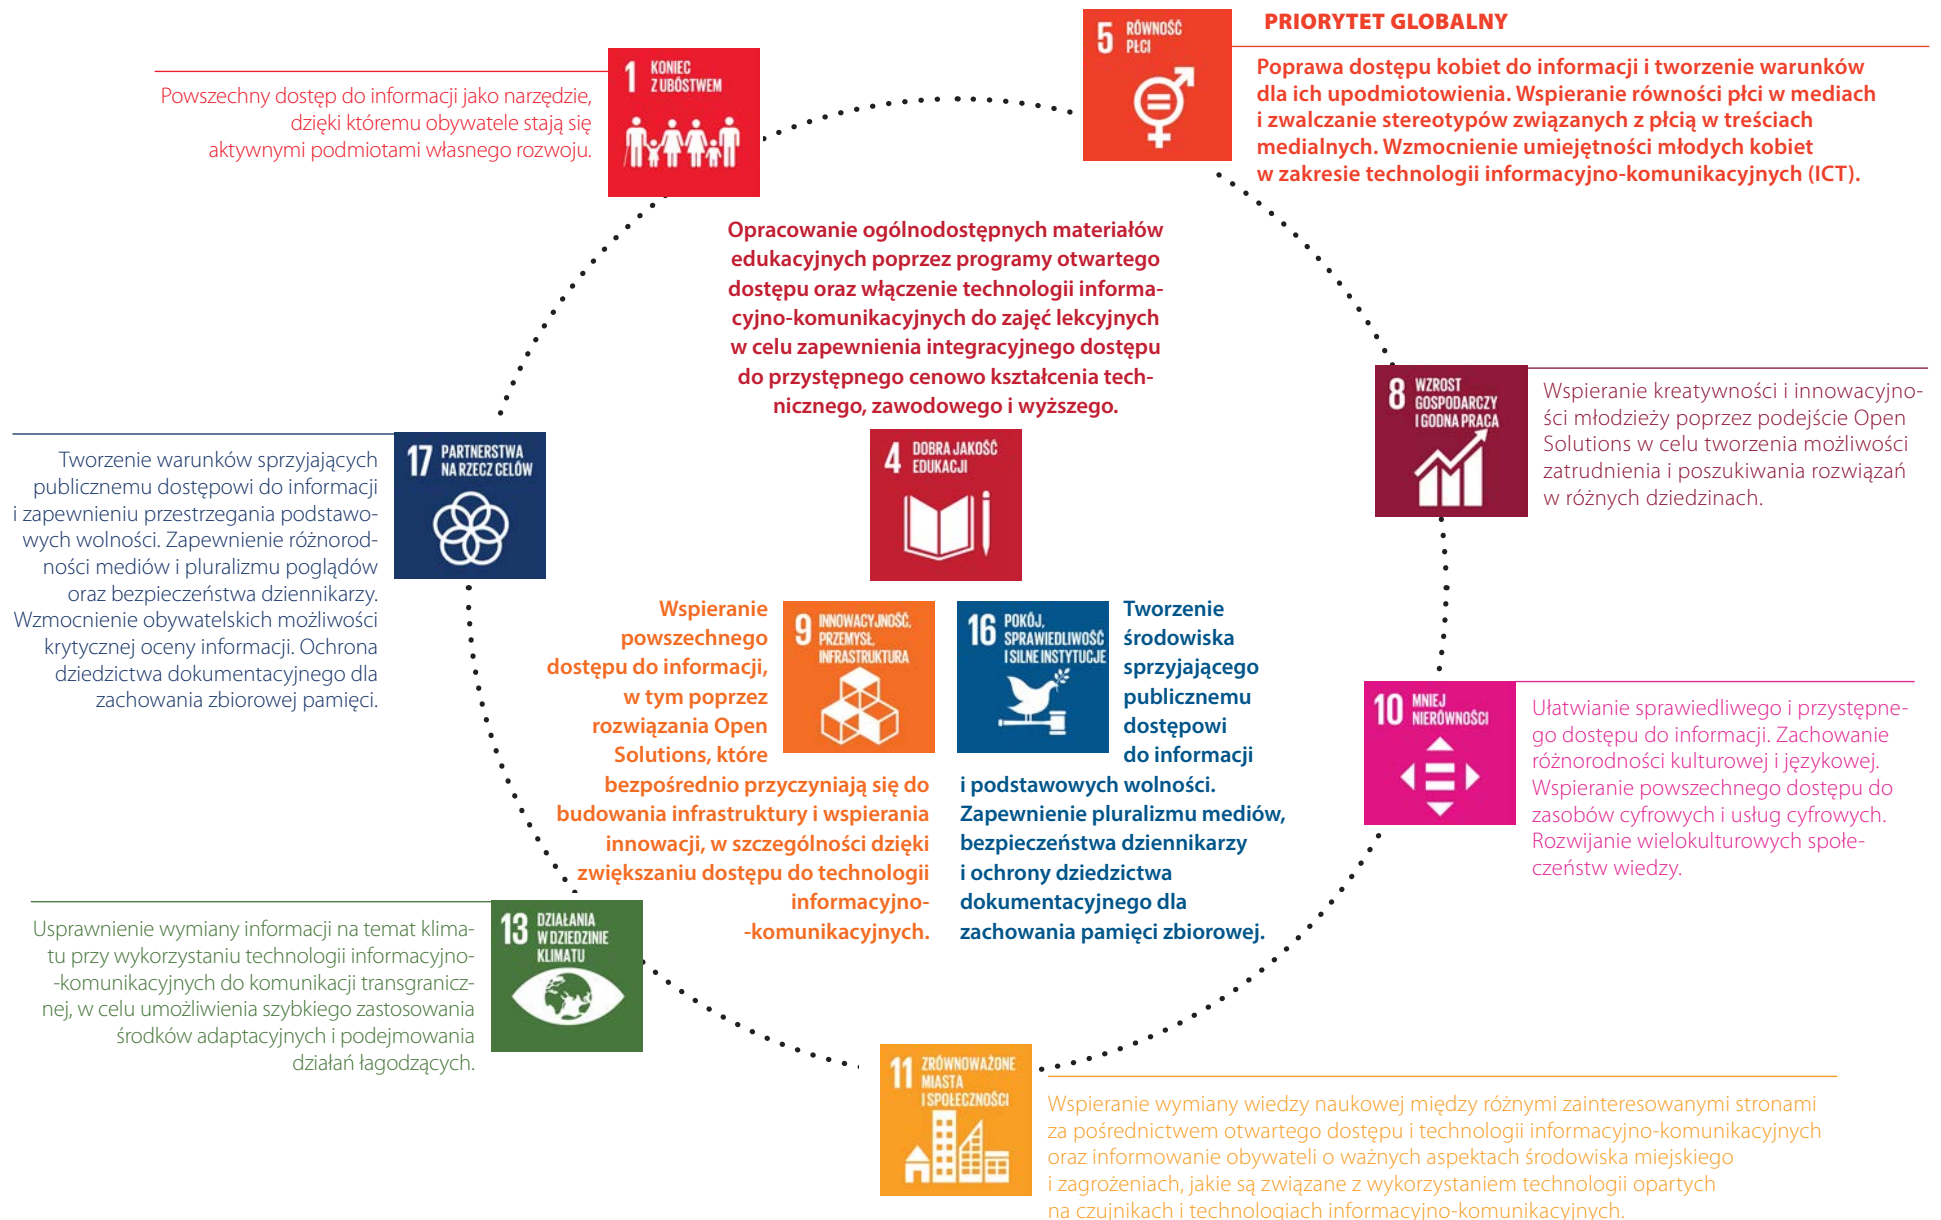 1 KONIEC
Z UBÓSTWEM
Powszechny dostęp do informacji jako narzędzie,
dzięki któremu obywatele stają się
aktywnymi podmiotami własnego rozwoju.
5 RÓWNOŚĆ
PŁCI
PRIORYTET GLOBALNY
Poprawa dostępu kobiet do informacji i tworzenie warunków
dla ich upodmiotowienia. Wspieranie równości płci w mediach
i zwalczanie stereotypów związanych z płcią w treściach
medialnych. Wzmocnienie umiejętności młodych kobiet
w zakresie technologii informacyjno-komunikacyjnych (ICT).
Opracowanie ogólnodostępnych materiałów
edukacyjnych poprzez programy otwartego
dostępu oraz włączenie technologii informa-
cyjno-komunikacyjnych do zajęć lekcyjnych
w celu zapewnienia integracyjnego dostępu
do przystępnego cenowo kształcenia tech-
nicznego, zawodowego i wyższego.
4 DOBRA JAKOŚĆ
EDUKACJI
8 WZROST
GOSPODARCZY
I GODNA PRACA
Wspieranie kreatywności i innowacyjno-
ści młodzieży poprzez podejście Open
Solutions w celu tworzenia możliwości
zatrudnienia i poszukiwania rozwiązań
w różnych dziedzinach.
17 PARTNERSTWA
NA RZECZ CELÓW
Tworzenie warunków sprzyjających
publicznemu dostępowi do informacji
i zapewnieniu przestrzegania podstawo-
wych wolności. Zapewnienie różnorod-
ności mediów i pluralizmu poglądów
oraz bezpieczeństwa dziennikarzy.
Wzmocnienie obywatelskich możliwości
krytycznej oceny informacji. Ochrona
dziedzictwa dokumentacyjnego dla
zachowania zbiorowej pamięci.
9 INNOWACYJNOŚĆ,
PRZEMYSŁ,
INFRASTRUKTURA
Wspieranie
powszechnego
dostępu do informacji,
w tym poprzez
rozwiązania Open
Solutions, które
bezpośrednio przyczyniają się do
budowania infrastruktury i wspierania
innowacji, w szczególności dzięki
zwiększaniu dostępu do technologii
informacyjno-
-komunikacyjnych.
16 POKÓJ,
SPRAWIEDLIWOŚĆ
I SILNE INSTYTUCJE
Tworzenie
środowiska
sprzyjającego
publicznemu
dostępowi
do informacji
i podstawowych wolności.
Zapewnienie pluralizmu mediów,
bezpieczeństwa dziennikarzy
i ochrony dziedzictwa
dokumentacyjnego dla
zachowania pamięci zbiorowej.
10 MNIEJ
NIERÓWNOŚCI
Ułatwianie sprawiedliwego i przystępne-
go dostępu do informacji. Zachowanie
różnorodności kulturowej i językowej.
Wspieranie powszechnego dostępu do
zasobów cyfrowych i usług cyfrowych.
Rozwijanie wielokulturowych społe-
czeństw wiedzy.
13 DZIAŁANIA
W DZIEDZINIE
KLIMATU
Usprawnienie wymiany informacji na temat klima-
tu przy wykorzystaniu technologii informacyjno-
-komunikacyjnych do komunikacji transgranicz-
nej, w celu umożliwienia szybkiego zastosowania
środków adaptacyjnych i podejmowania
działań łagodzących.
11 ZRÓWNOWAŻONE
MIASTA
I SPOŁECZNOŚCI
Wspieranie wymiany wiedzy naukowej między różnymi zainteresowanymi stronami
za pośrednictwem otwartego dostępu i technologii informacyjno-komunikacyjnych
oraz informowanie obywateli o ważnych aspektach środowiska miejskiego
i zagrożeniach, jakie są związane z wykorzystaniem technologii opartych
na czujnikach i technologiach informacyjno-komunikacyjnych.